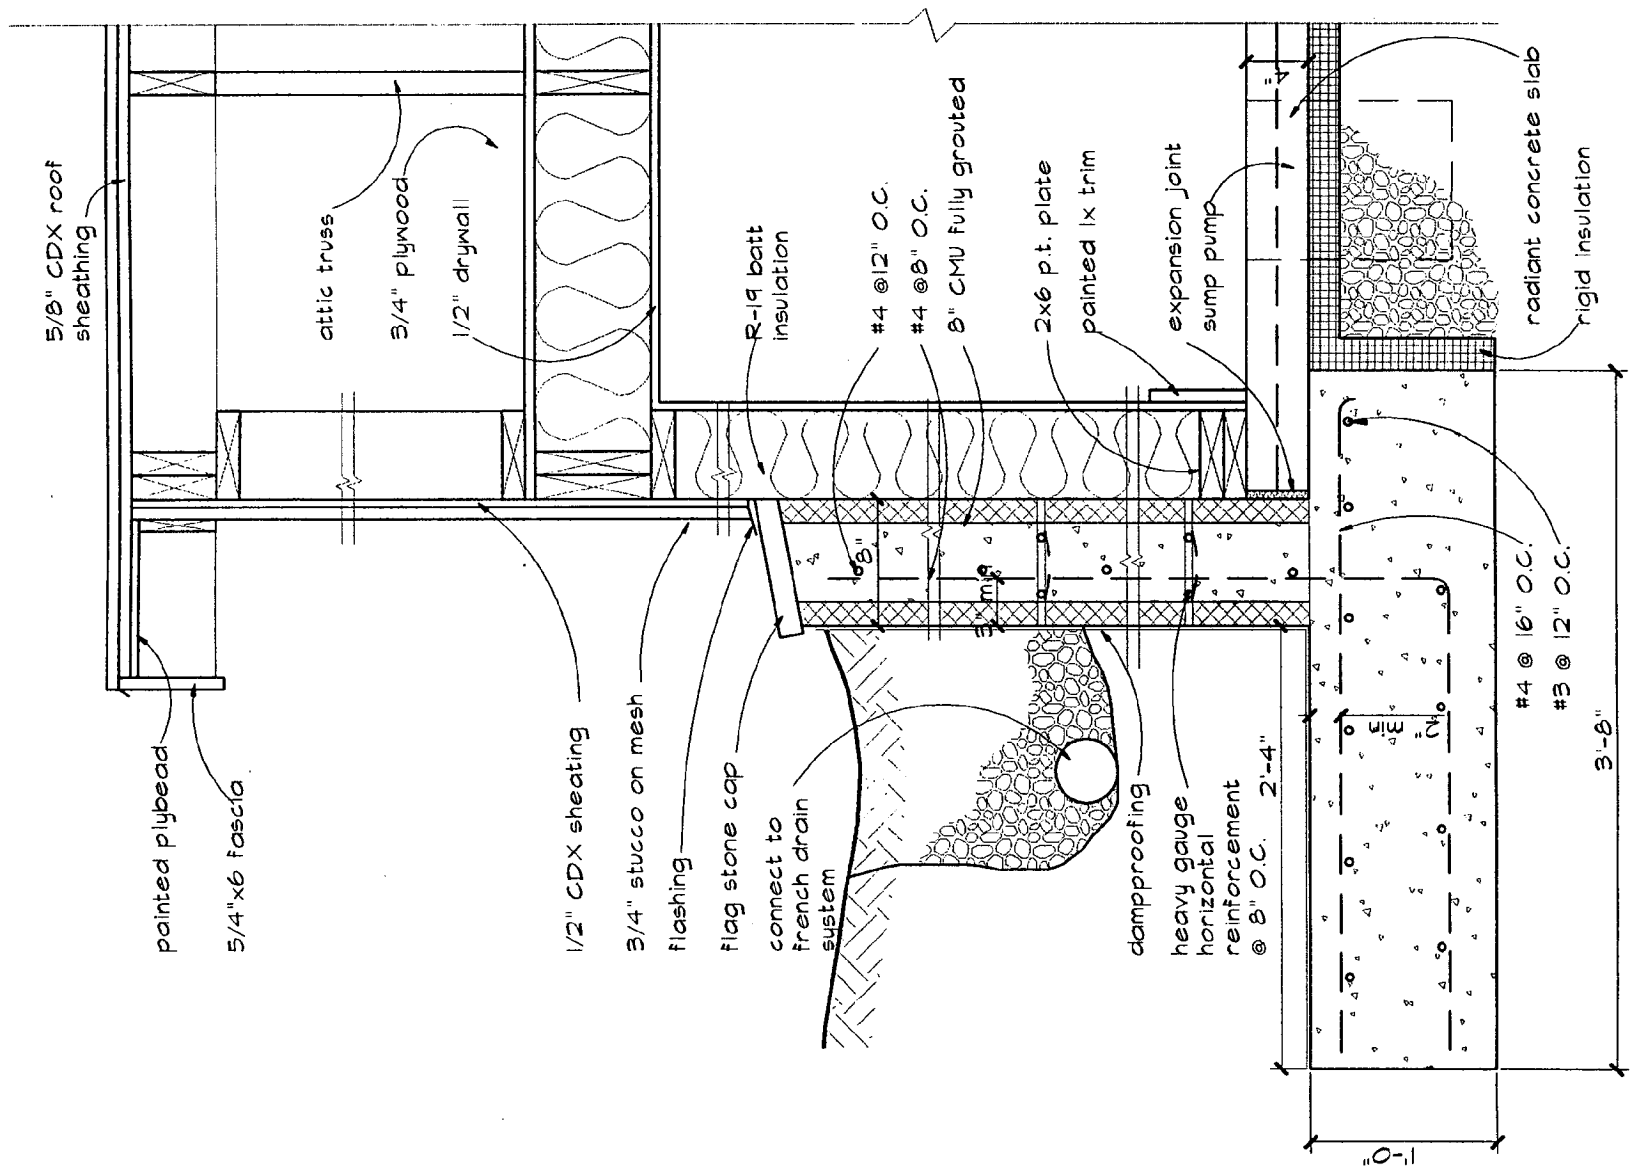 5/8" CDX roof
sheathing
attic truss
3/4" plywood
1/2" drywall
R-19 batt
insulation
#4 @12" O.C.
#4 @8" O.C.
8" CMU fully grouted
2x6 p.t. plate
painted 1x trim
expansion joint
sump pump
4"
radiant concrete slab
rigid insulation
painted plybead
5/4"x6 fascia
1/2" CDX sheating
3/4" stucco on mesh
flashing
flag stone cap
connect to
french drain
system
dampproofing
heavy gauge
horizontal
reinforcement
@ 8" O.C.
8"
3" min
2'-4"
2"
min
#4 @ 16" O.C.
#3 @ 12" O.C.
3'-8"
1'-0"